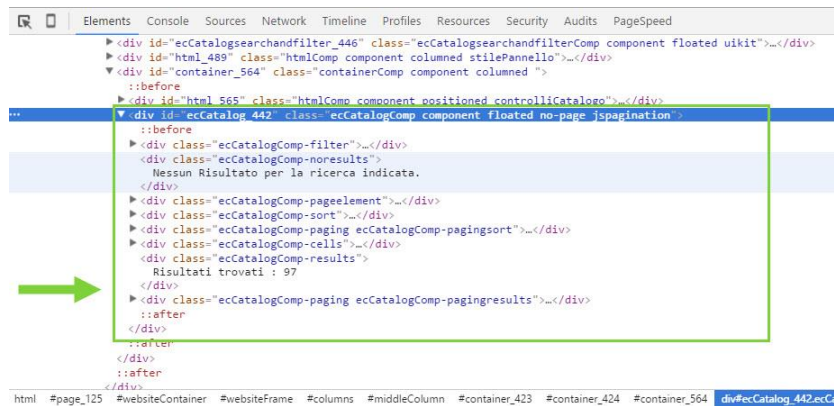 Elements Console Sources Network Timeline Profiles Resources Security Audits PageSpeed
▶<div id="ecCatalogsearchandfilter_446" class="ecCatalogsearchandfilterComp component floated uikit">…</div>
▶<div id="html_489" class="htmlComp component columned stilePannello">…</div>
▼<div id="container_564" class="containerComp component columned ">
::before
▶<div id="html_565" class="htmlComp component positioned controlliCatalogo">…</div>
…
▼<div id="ecCatalog_442" class="ecCatalogComp component floated no-page jspagination">
::before
▶<div class="ecCatalogComp-filter">…</div>
<div class="ecCatalogComp-noresults">
Nessun Risultato per la ricerca indicata.
</div>
▶<div class="ecCatalogComp-pageelement">…</div>
▶<div class="ecCatalogComp-sort">…</div>
▶<div class="ecCatalogComp-paging ecCatalogComp-pagingsort">…</div>
▶<div class="ecCatalogComp-cells">…</div>
<div class="ecCatalogComp-results">
Risultati trovati : 97
</div>
▶<div class="ecCatalogComp-paging ecCatalogComp-pagingresults">…</div>
::after
</div>
::after
</div>
::after
</div>
html #page_125 #websiteContainer #websiteFrame #columns #middleColumn #container_423 #container_424 #container_564 div#ecCatalog_442.ecCa